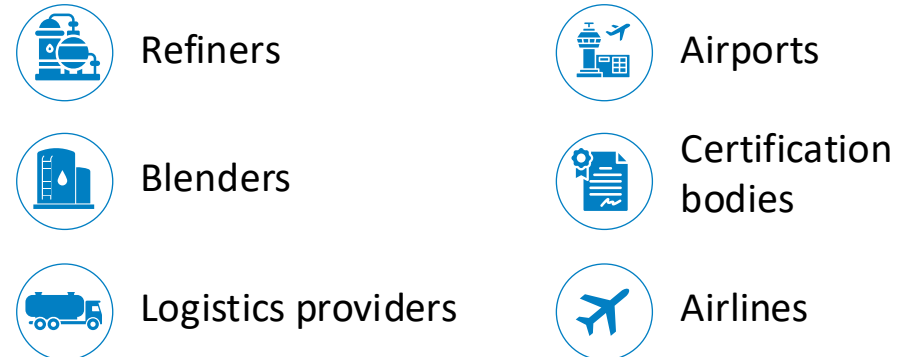 Refiners
Blenders
Logistics providers
Airports
Certification
bodies
Airlines